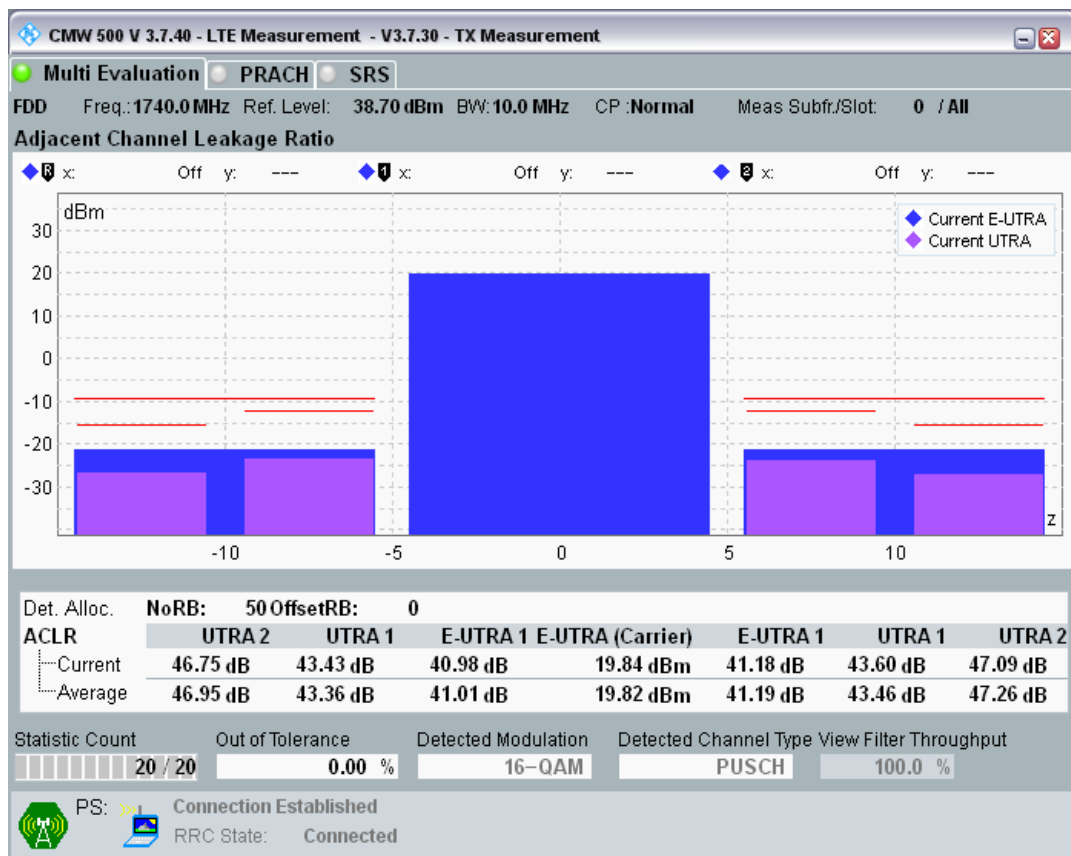 CMW 500 V 3.7.40 - LTE Measurement - V3.7.30 - TX Measurement
Multi Evaluation PRACH SRS
FDD Freq.: 1740.0 MHz Ref. Level: 38.70 dBm BW: 10.0 MHz CP :Normal Meas Subfr./Slot: 0 / All
Adjacent Channel Leakage Ratio
R x: Off y: --- 1 x: Off y: --- 2 x: Off y: ---
dBm
Current E-UTRA
Current UTRA
30
20
10
0
-10
-20
-30
z
-10 -5 0 5 10
Det. Alloc. NoRB: 50 OffsetRB: 0
ACLR UTRA 2 UTRA 1 E-UTRA 1 E-UTRA (Carrier) E-UTRA 1 UTRA 1 UTRA 2
Current 46.75 dB 43.43 dB 40.98 dB 19.84 dBm 41.18 dB 43.60 dB 47.09 dB
Average 46.95 dB 43.36 dB 41.01 dB 19.82 dBm 41.19 dB 43.46 dB 47.26 dB
Statistic Count Out of Tolerance Detected Modulation Detected Channel Type View Filter Throughput
20 / 20 0.00 % 16-QAM PUSCH 100.0 %
PS: Connection Established
RRC State: Connected